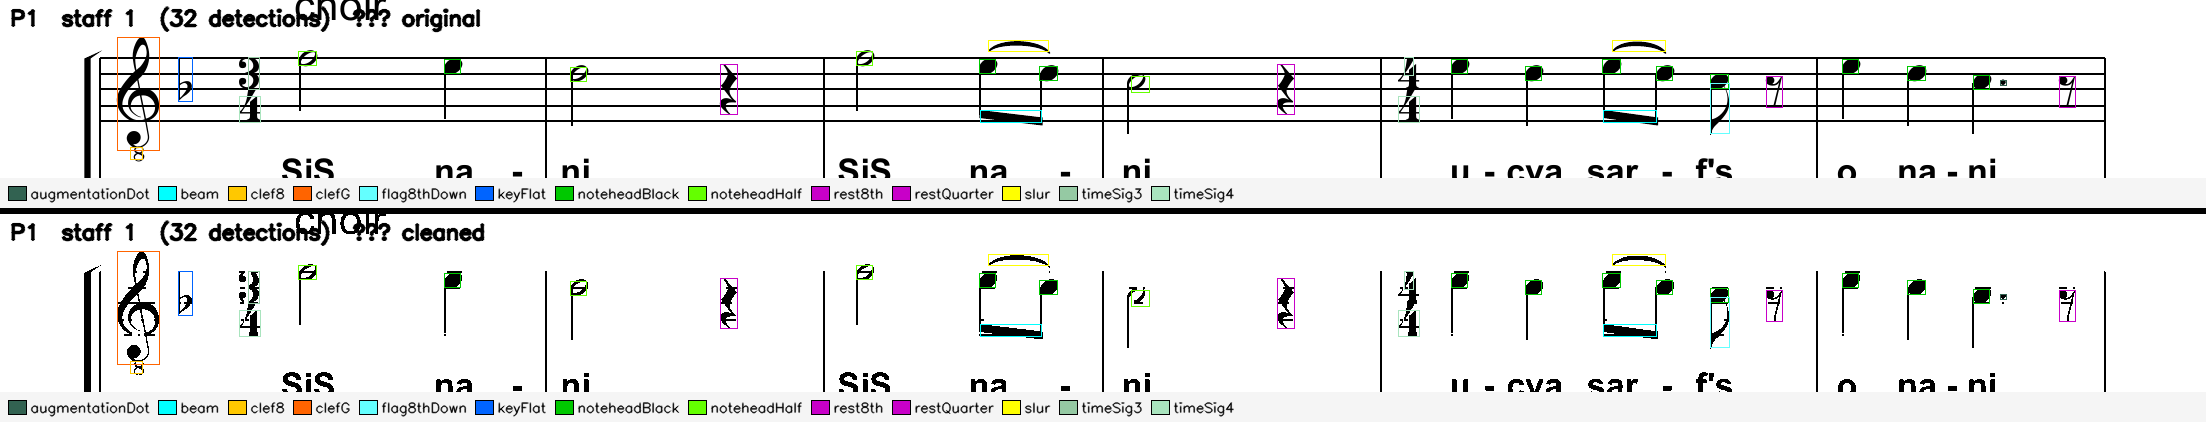 choir
P1 staff 1 (32 detections) ??? original
SiS na - ni SiS na - ni u - cva sar - f's o na - ni
augmentationDot beam clef8 clefG flag8thDown keyFlat noteheadBlack noteheadHalf rest8th restQuarter slur timeSig3 timeSig4
choir
P1 staff 1 (32 detections) ??? cleaned
SiS na - ni SiS na - ni u - cva sar - f's o na - ni
augmentationDot beam clef8 clefG flag8thDown keyFlat noteheadBlack noteheadHalf rest8th restQuarter slur timeSig3 timeSig4